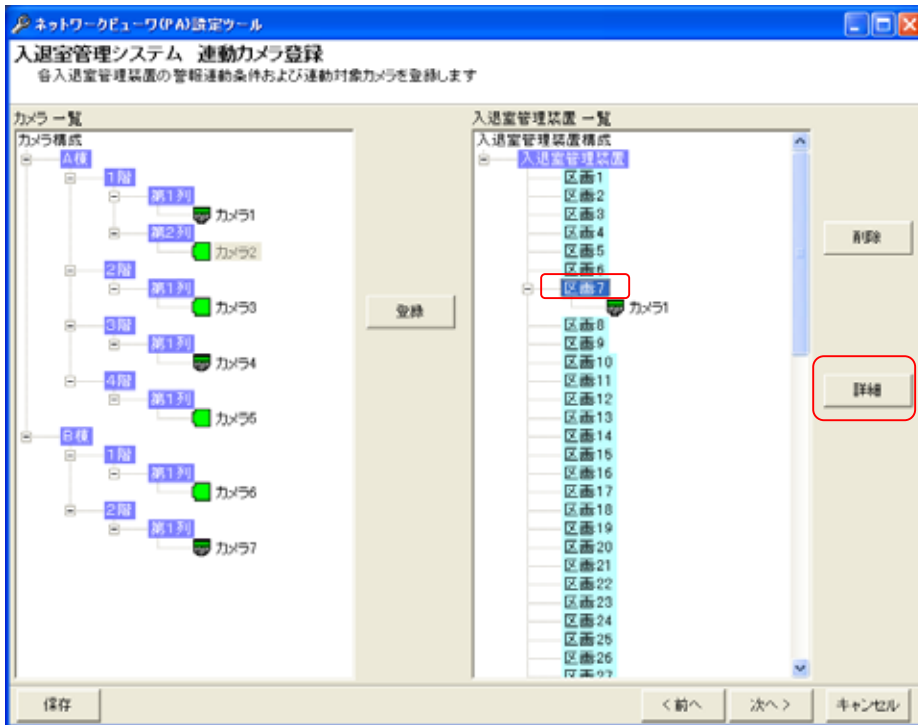 ネットワークビューワ(PA)設定ツール
入退室管理システム 連動カメラ登録
各入退室管理装置の警報連動条件および連動対象カメラを登録します
カメラ 一覧
カメラ構成
A棟
1階
第1列
カメラ1
第2列
カメラ2
2階
第1列
カメラ3
3階
第1列
カメラ4
4階
第1列
カメラ5
B棟
1階
第1列
カメラ6
2階
第1列
カメラ7
登録
入退室管理装置 一覧
入退室管理装置構成
入退室管理装置
区画1
区画2
区画3
区画4
区画5
区画6
区画7
カメラ1
区画8
区画9
区画10
区画11
区画12
区画13
区画14
区画15
区画16
区画17
区画18
区画19
区画20
区画21
区画22
区画23
区画24
区画25
区画26
区画27
削除
詳細
保存
< 前へ
次へ >
キャンセル